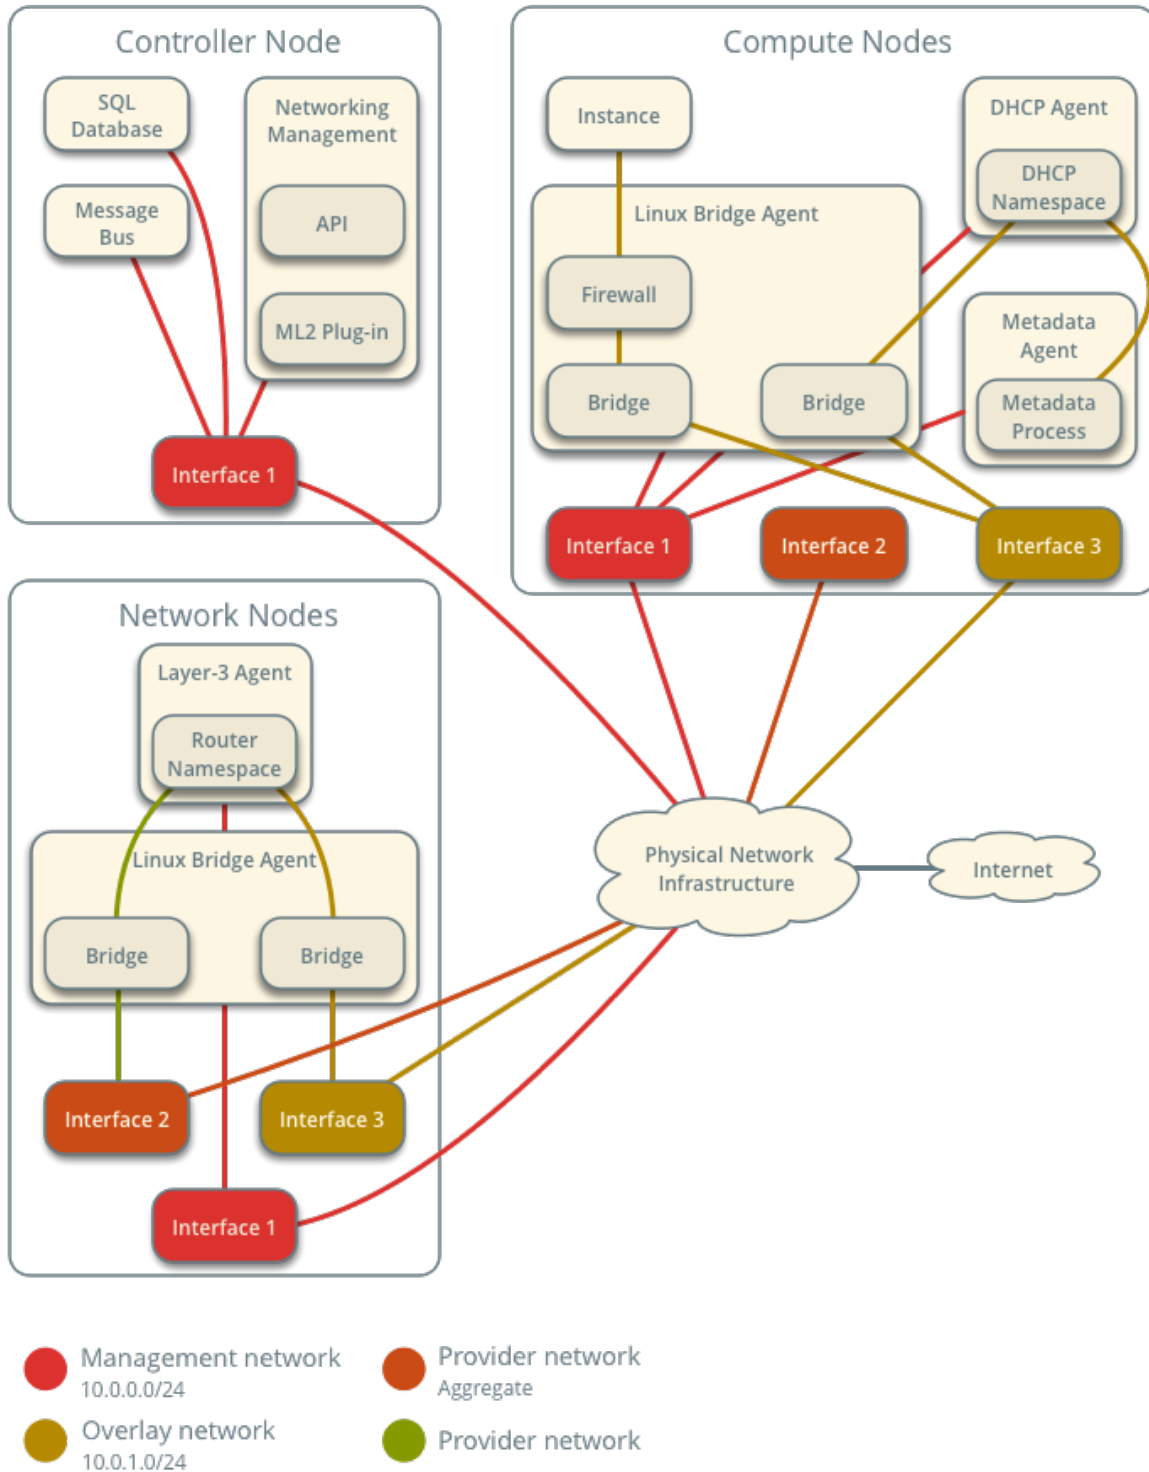 Controller Node
SQL
Database
Networking
Management
Message
Bus
API
ML2 Plug-in
Interface 1
Compute Nodes
Instance
DHCP Agent
DHCP
Namespace
Linux Bridge Agent
Firewall
Metadata
Agent
Bridge
Bridge
Metadata
Process
Interface 1
Interface 2
Interface 3
Network Nodes
Layer-3 Agent
Router
Namespace
Linux Bridge Agent
Bridge
Bridge
Interface 2
Interface 3
Interface 1
Physical Network
Infrastructure
Internet
Management network
10.0.0.0/24
Provider network
Aggregate
Overlay network
10.0.1.0/24
Provider network